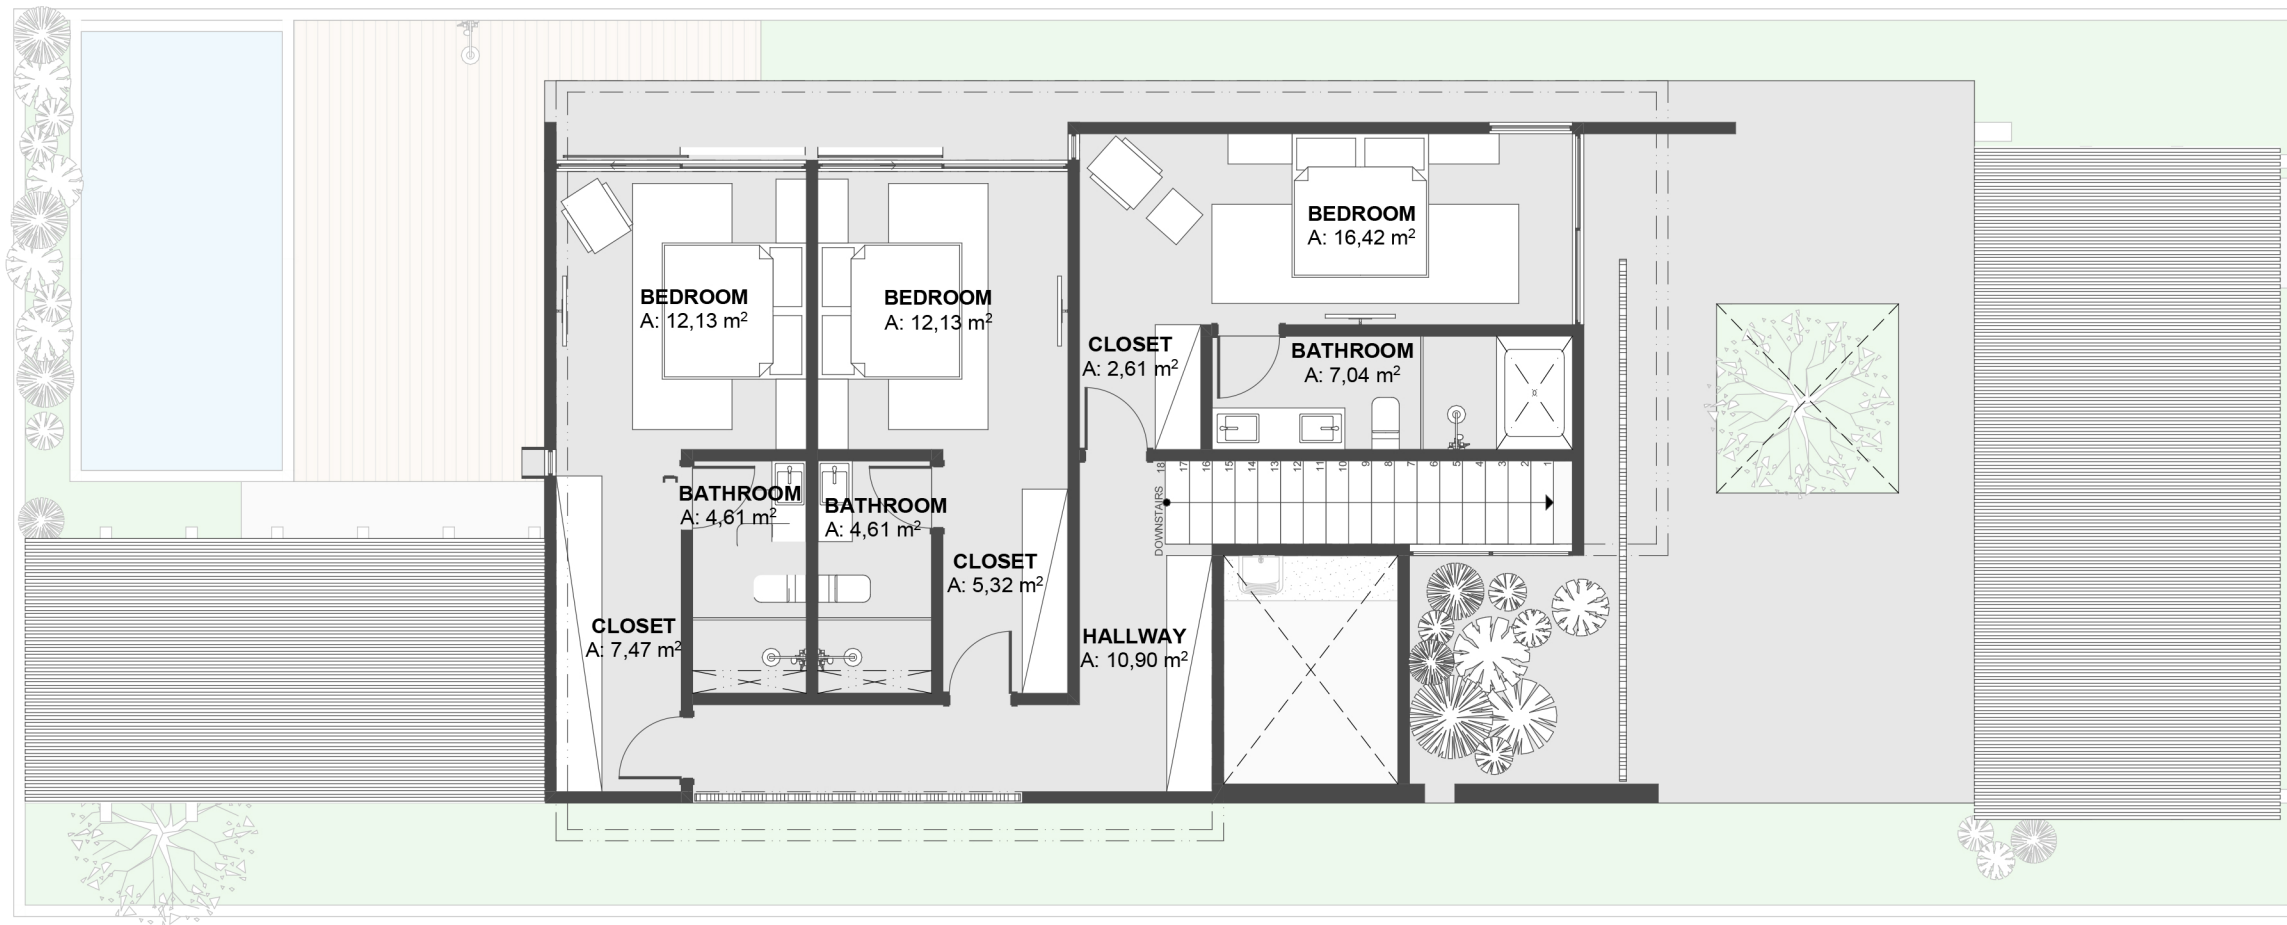 BEDROOM
A: 16,42 m²
BEDROOM
A: 12,13 m²
BEDROOM
A: 12,13 m²
CLOSET
A: 2,61 m²
BATHROOM
A: 7,04 m²
BATHROOM
A: 4,61 m²
BATHROOM
A: 4,61 m²
DOWNSTAIRS
18 17 16 15 14 13 12 11 10 9 8 7 6 5 4 3 2 1
CLOSET
A: 5,32 m²
CLOSET
A: 7,47 m²
HALLWAY
A: 10,90 m²